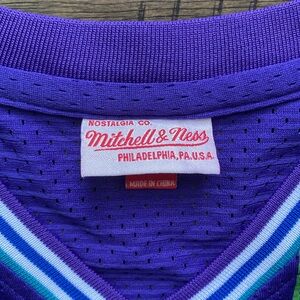 NOSTALGIA CO.
Mitchell & Ness
PHILADELPHIA, PA. U.S.A.
MADE IN CHINA